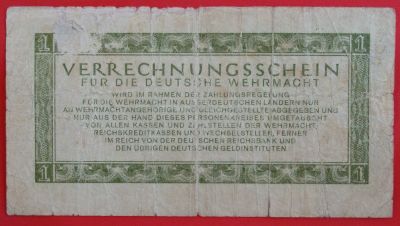 1 1
VERRECHNUNGSSCHEIN
FÜR DIE DEUTSCHE WEHRMACHT
WIRD IM RAHMEN DER ZAHLUNGSREGELUNG
FÜR DIE WEHRMACHT IN AUSSERDEUTSCHEN LÄNDERN NUR
AN WEHRMACHTANGEHÖRIGE UND GLEICHGESTELLTE ABGEGEBEN UND
NUR AUS DER HAND DIESES PERSONENKREISES UMGETAUSCHT
VON ALLEN KASSEN UND ZAHLSTELLEN DER WEHRMACHT,
REICHSKREDITKASSEN UND WECHSELSTELLEN, FERNER
IM REICH VON DER DEUTSCHEN REICHSBANK UND
DEN ÜBRIGEN DEUTSCHEN GELDINSTITUTEN
1 1